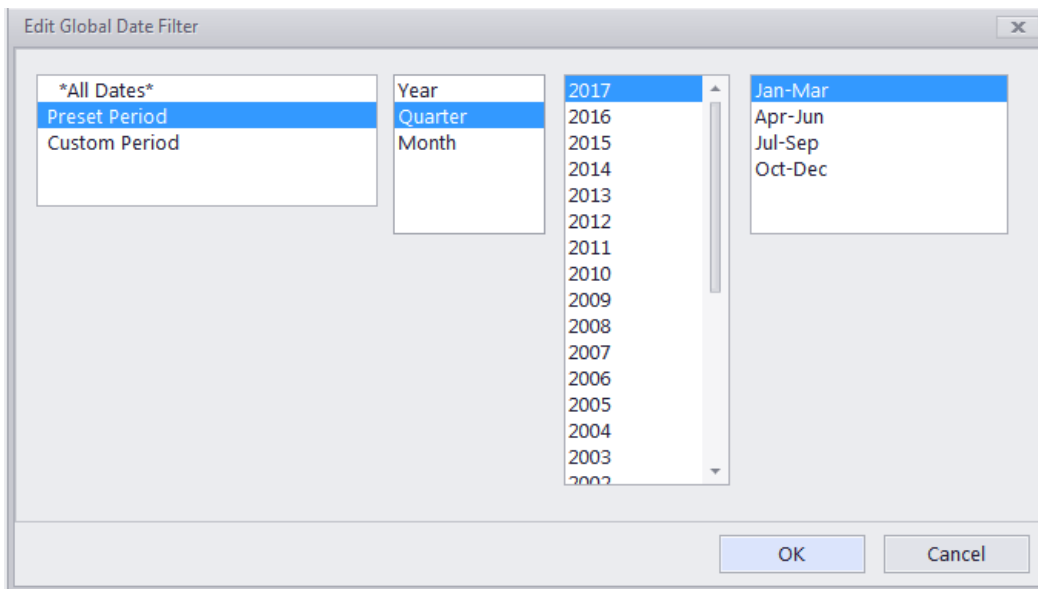 Edit Global Date Filter
*All Dates*
Preset Period
Custom Period
Year
Quarter
Month
2017
2016
2015
2014
2013
2012
2011
2010
2009
2008
2007
2006
2005
2004
2003
2002
Jan-Mar
Apr-Jun
Jul-Sep
Oct-Dec
OK
Cancel